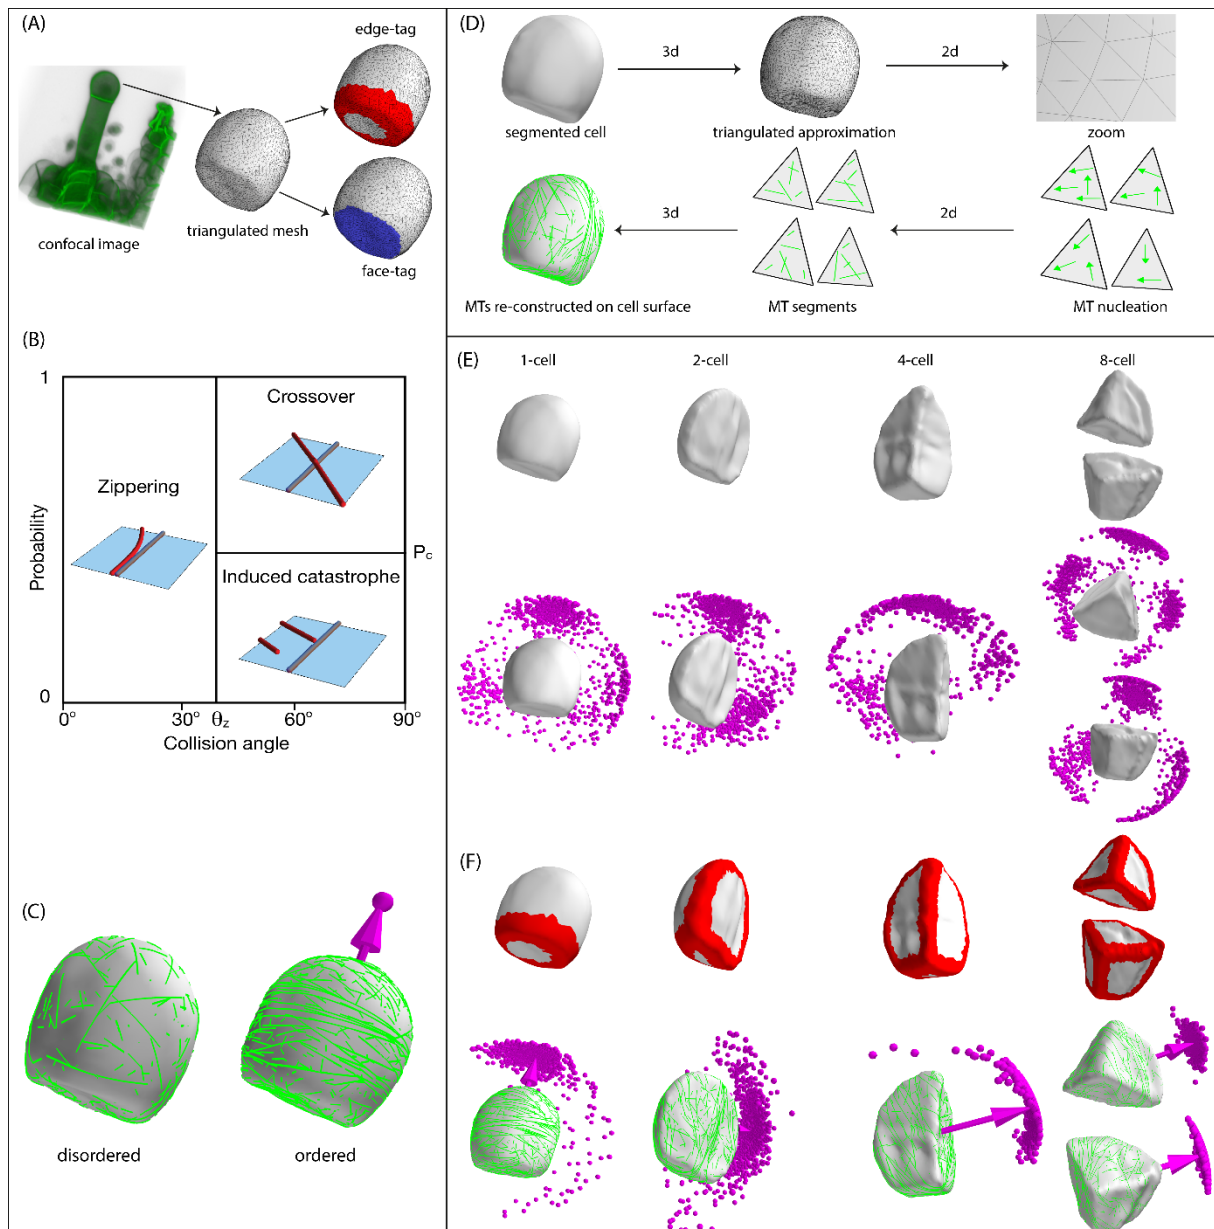 (A)
edge-tag
confocal image
triangulated mesh
face-tag
(B)
1
Crossover
Zippering
Probability
P_c
Induced catastrophe
0
0° 30° θ_z 60° 90°
Collision angle
(C)
disordered
ordered
(D)
3d
2d
segmented cell
triangulated approximation
zoom
3d
2d
MTs re-constructed on cell surface
MT segments
MT nucleation
(E)
1-cell
2-cell
4-cell
8-cell
(F)